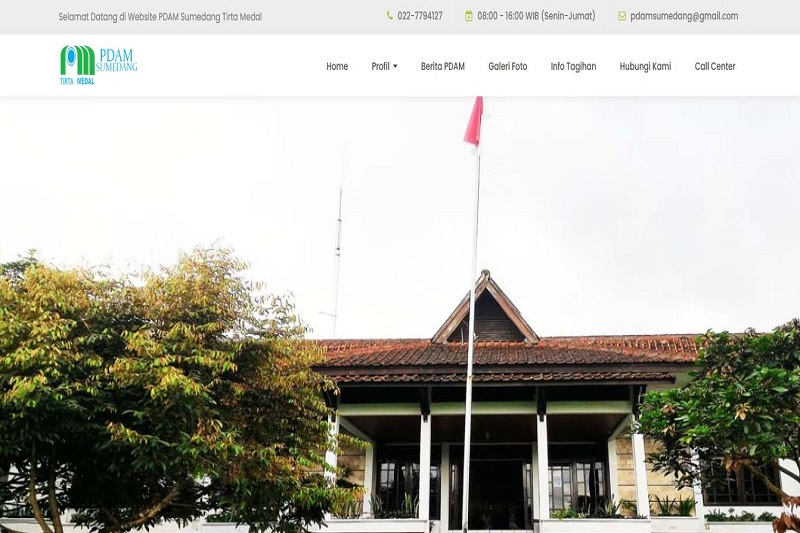 Selamat Datang di Website PDAM Sumedang Tirta Medal
022-7794127
08:00 - 16:00 WIB (Senin-Jumat)
pdamsumedang@gmail.com
PDAM
SUMEDANG
TIRTA MEDAL
Home
Profil
Berita PDAM
Galeri Foto
Info Tagihan
Hubungi Kami
Call Center